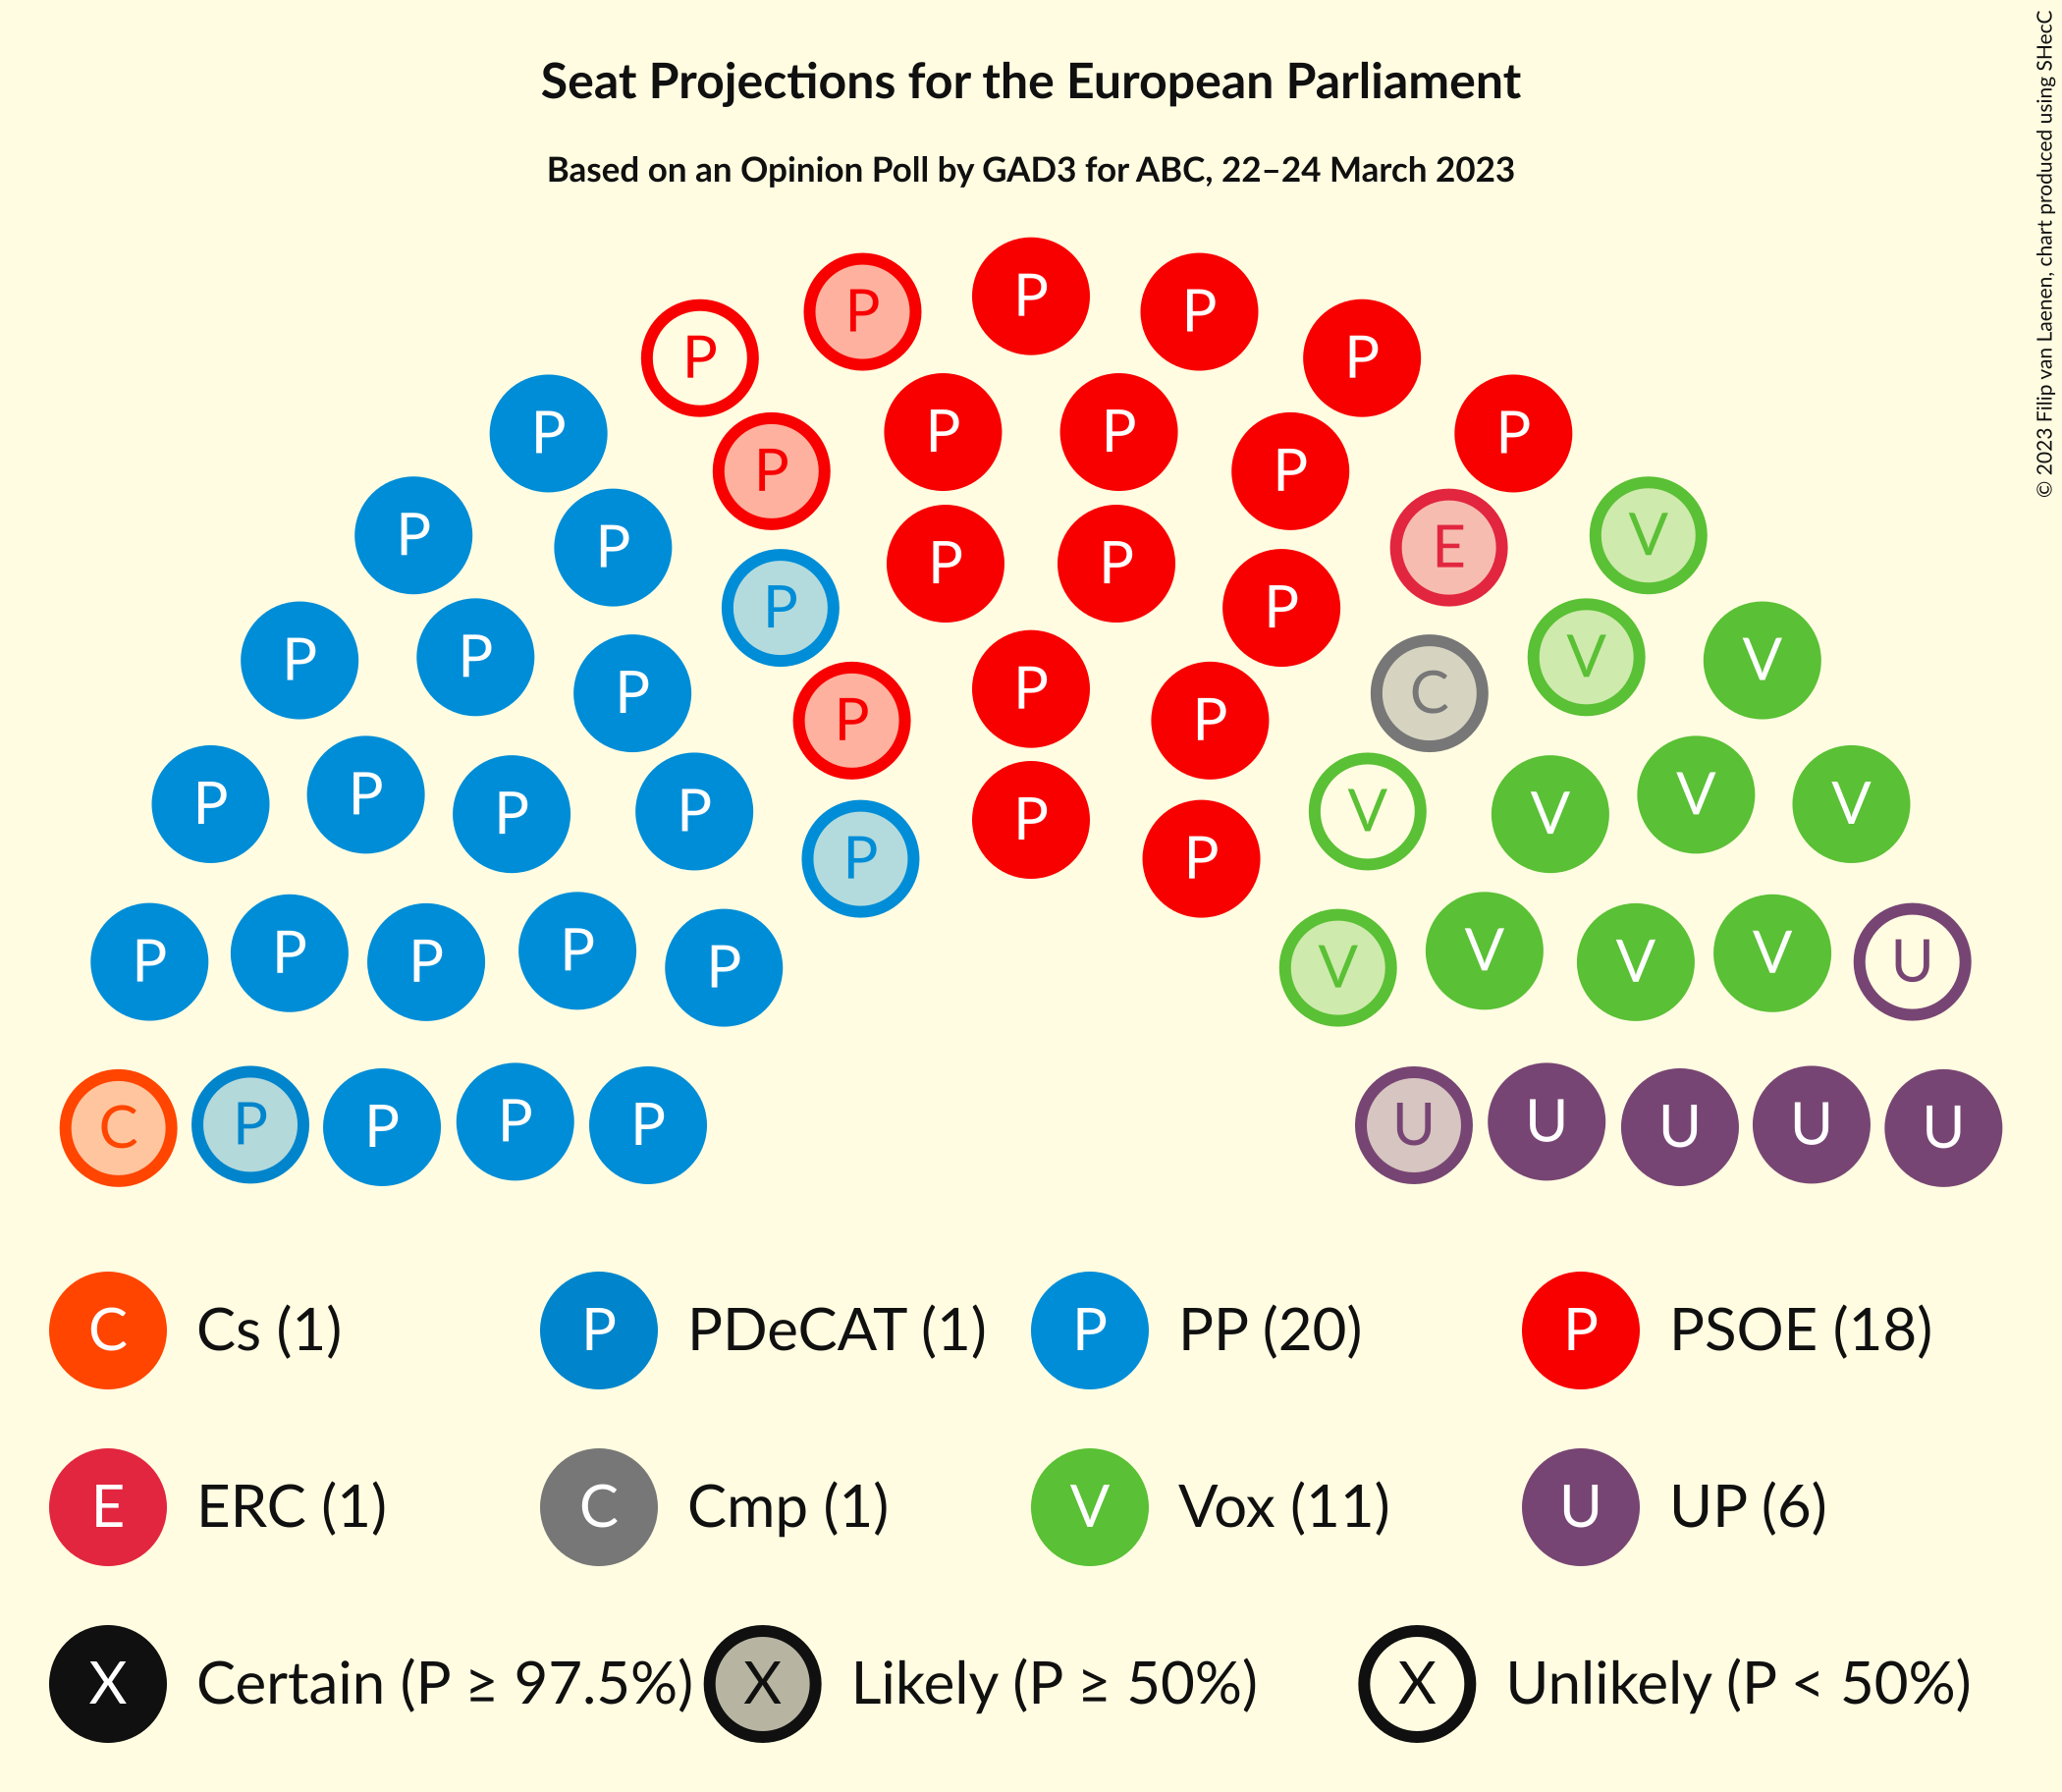 Seat Projections for the European Parliament
Based on an Opinion Poll by GAD3 for ABC, 22–24 March 2023
© 2023 Filip van Laenen, chart produced using SHecC
P
P P
P P
P P P P
P P
P P P P E V
P P
P P P P C V V
P P
P P P P P V V V V
P P
P P P P P V V V V U
C P P P P U U U U U
C Cs (1) P PDeCAT (1) P PP (20) P PSOE (18)
E ERC (1) C Cmp (1) V Vox (11) U UP (6)
X Certain (P ≥ 97.5%) X Likely (P ≥ 50%) X Unlikely (P < 50%)